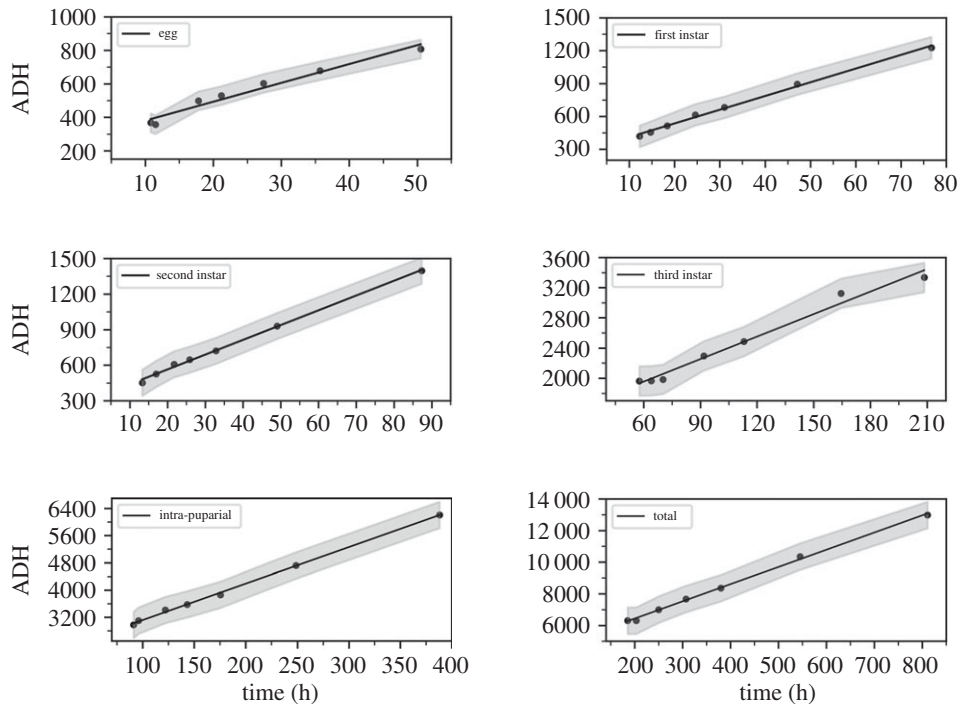 1000
800
600
400
200
ADH
egg
10 20 30 40 50
1500
1200
900
600
300
first instar
10 20 30 40 50 60 70 80
1500
1200
900
600
300
ADH
second instar
10 20 30 40 50 60 70 80 90
3600
3200
2800
2400
2000
third instar
60 90 120 150 180 210
6400
5600
4800
4000
3200
ADH
intra-puparial
100 150 200 250 300 350 400
time (h)
14 000
12 000
10 000
8000
6000
total
200 300 400 500 600 700 800
time (h)